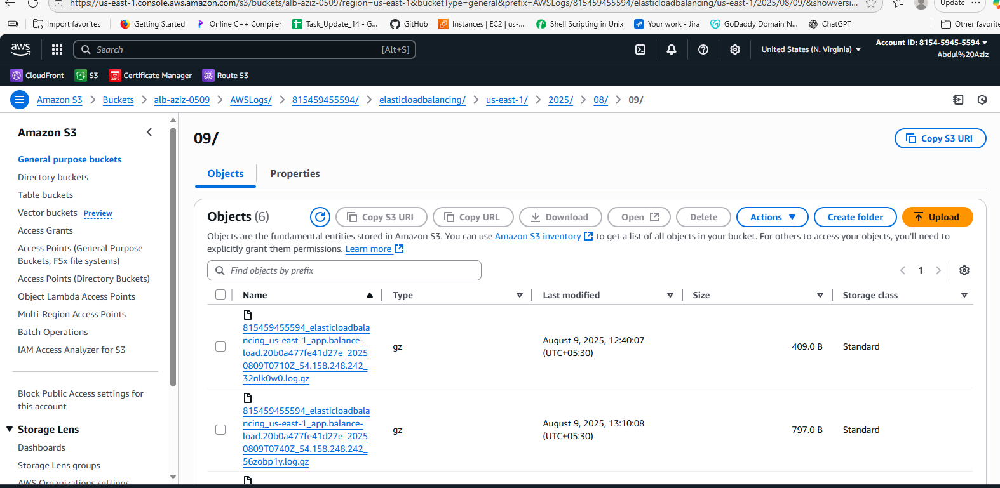 https://us-east-1.console.aws.amazon.com/s3/buckets/alb-aziz-0509?region=us-east-1&bucketType=general&prefix=AWSLogs/815459455594/elasticloadbalancing/us-east-1/2025/08/09/&showversi...
Update
Import favorites
Getting Started
Online C++ Compiler
Task_Update_14 - G...
GitHub
Instances | EC2 | us-...
Shell Scripting in Unix
Your work - Jira
GoDaddy Domain N...
ChatGPT
Other favorite
aws
Search
[Alt+S]
United States (N. Virginia)
Account ID: 8154-5945-5594
Abdul%20Aziz
CloudFront
S3
Certificate Manager
Route 53
Amazon S3
Buckets
alb-aziz-0509
AWSLogs/
815459455594/
elasticloadbalancing/
us-east-1/
2025/
08/
09/
Amazon S3
General purpose buckets
Directory buckets
Table buckets
Vector buckets Preview
Access Grants
Access Points (General Purpose
Buckets, FSx file systems)
Access Points (Directory Buckets)
Object Lambda Access Points
Multi-Region Access Points
Batch Operations
IAM Access Analyzer for S3
Block Public Access settings for
this account
Storage Lens
Dashboards
Storage Lens groups
AWS Organizations settings
09/
Copy S3 URI
Objects
Properties
Objects (6)
Copy S3 URI
Copy URL
Download
Open
Delete
Actions
Create folder
Upload
Objects are the fundamental entities stored in Amazon S3. You can use Amazon S3 inventory to get a list of all objects in your bucket. For others to access your objects, you'll need to
explicitly grant them permissions. Learn more
Find objects by prefix
1
Name
Type
Last modified
Size
Storage class
815459455594_elasticloadbala
ncing_us-east-1_app.balance-
load.20b0a477fe41d27e_2025
0809T0710Z_54.158.248.242_
32nlk0w0.log.gz
gz
August 9, 2025, 12:40:07
(UTC+05:30)
409.0 B
Standard
815459455594_elasticloadbala
ncing_us-east-1_app.balance-
load.20b0a477fe41d27e_2025
0809T0740Z_54.158.248.242_
56zobp1y.log.gz
gz
August 9, 2025, 13:10:08
(UTC+05:30)
797.0 B
Standard